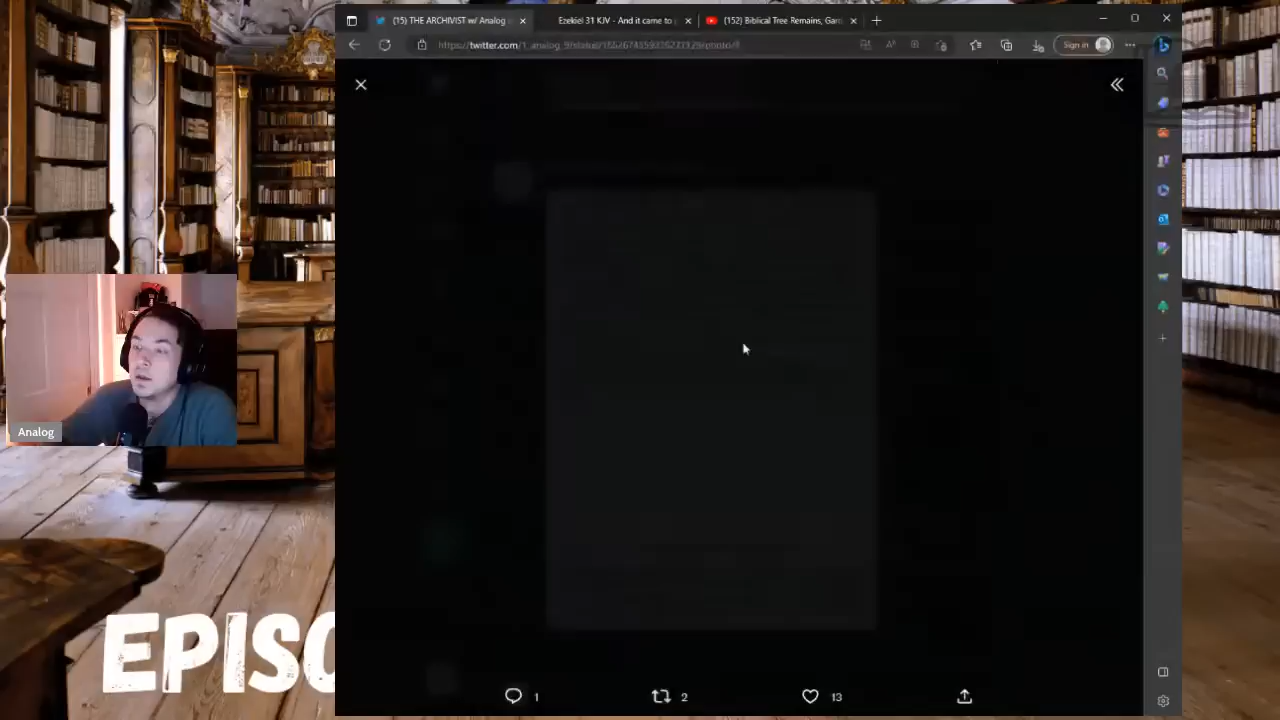 (15) THE ARCHIVIST w/ Analog
Ezekiel 31 KJV - And it came to
(152) Biblical Tree Remains, Gar
Sign in
Analog
EPISO
1
2
13